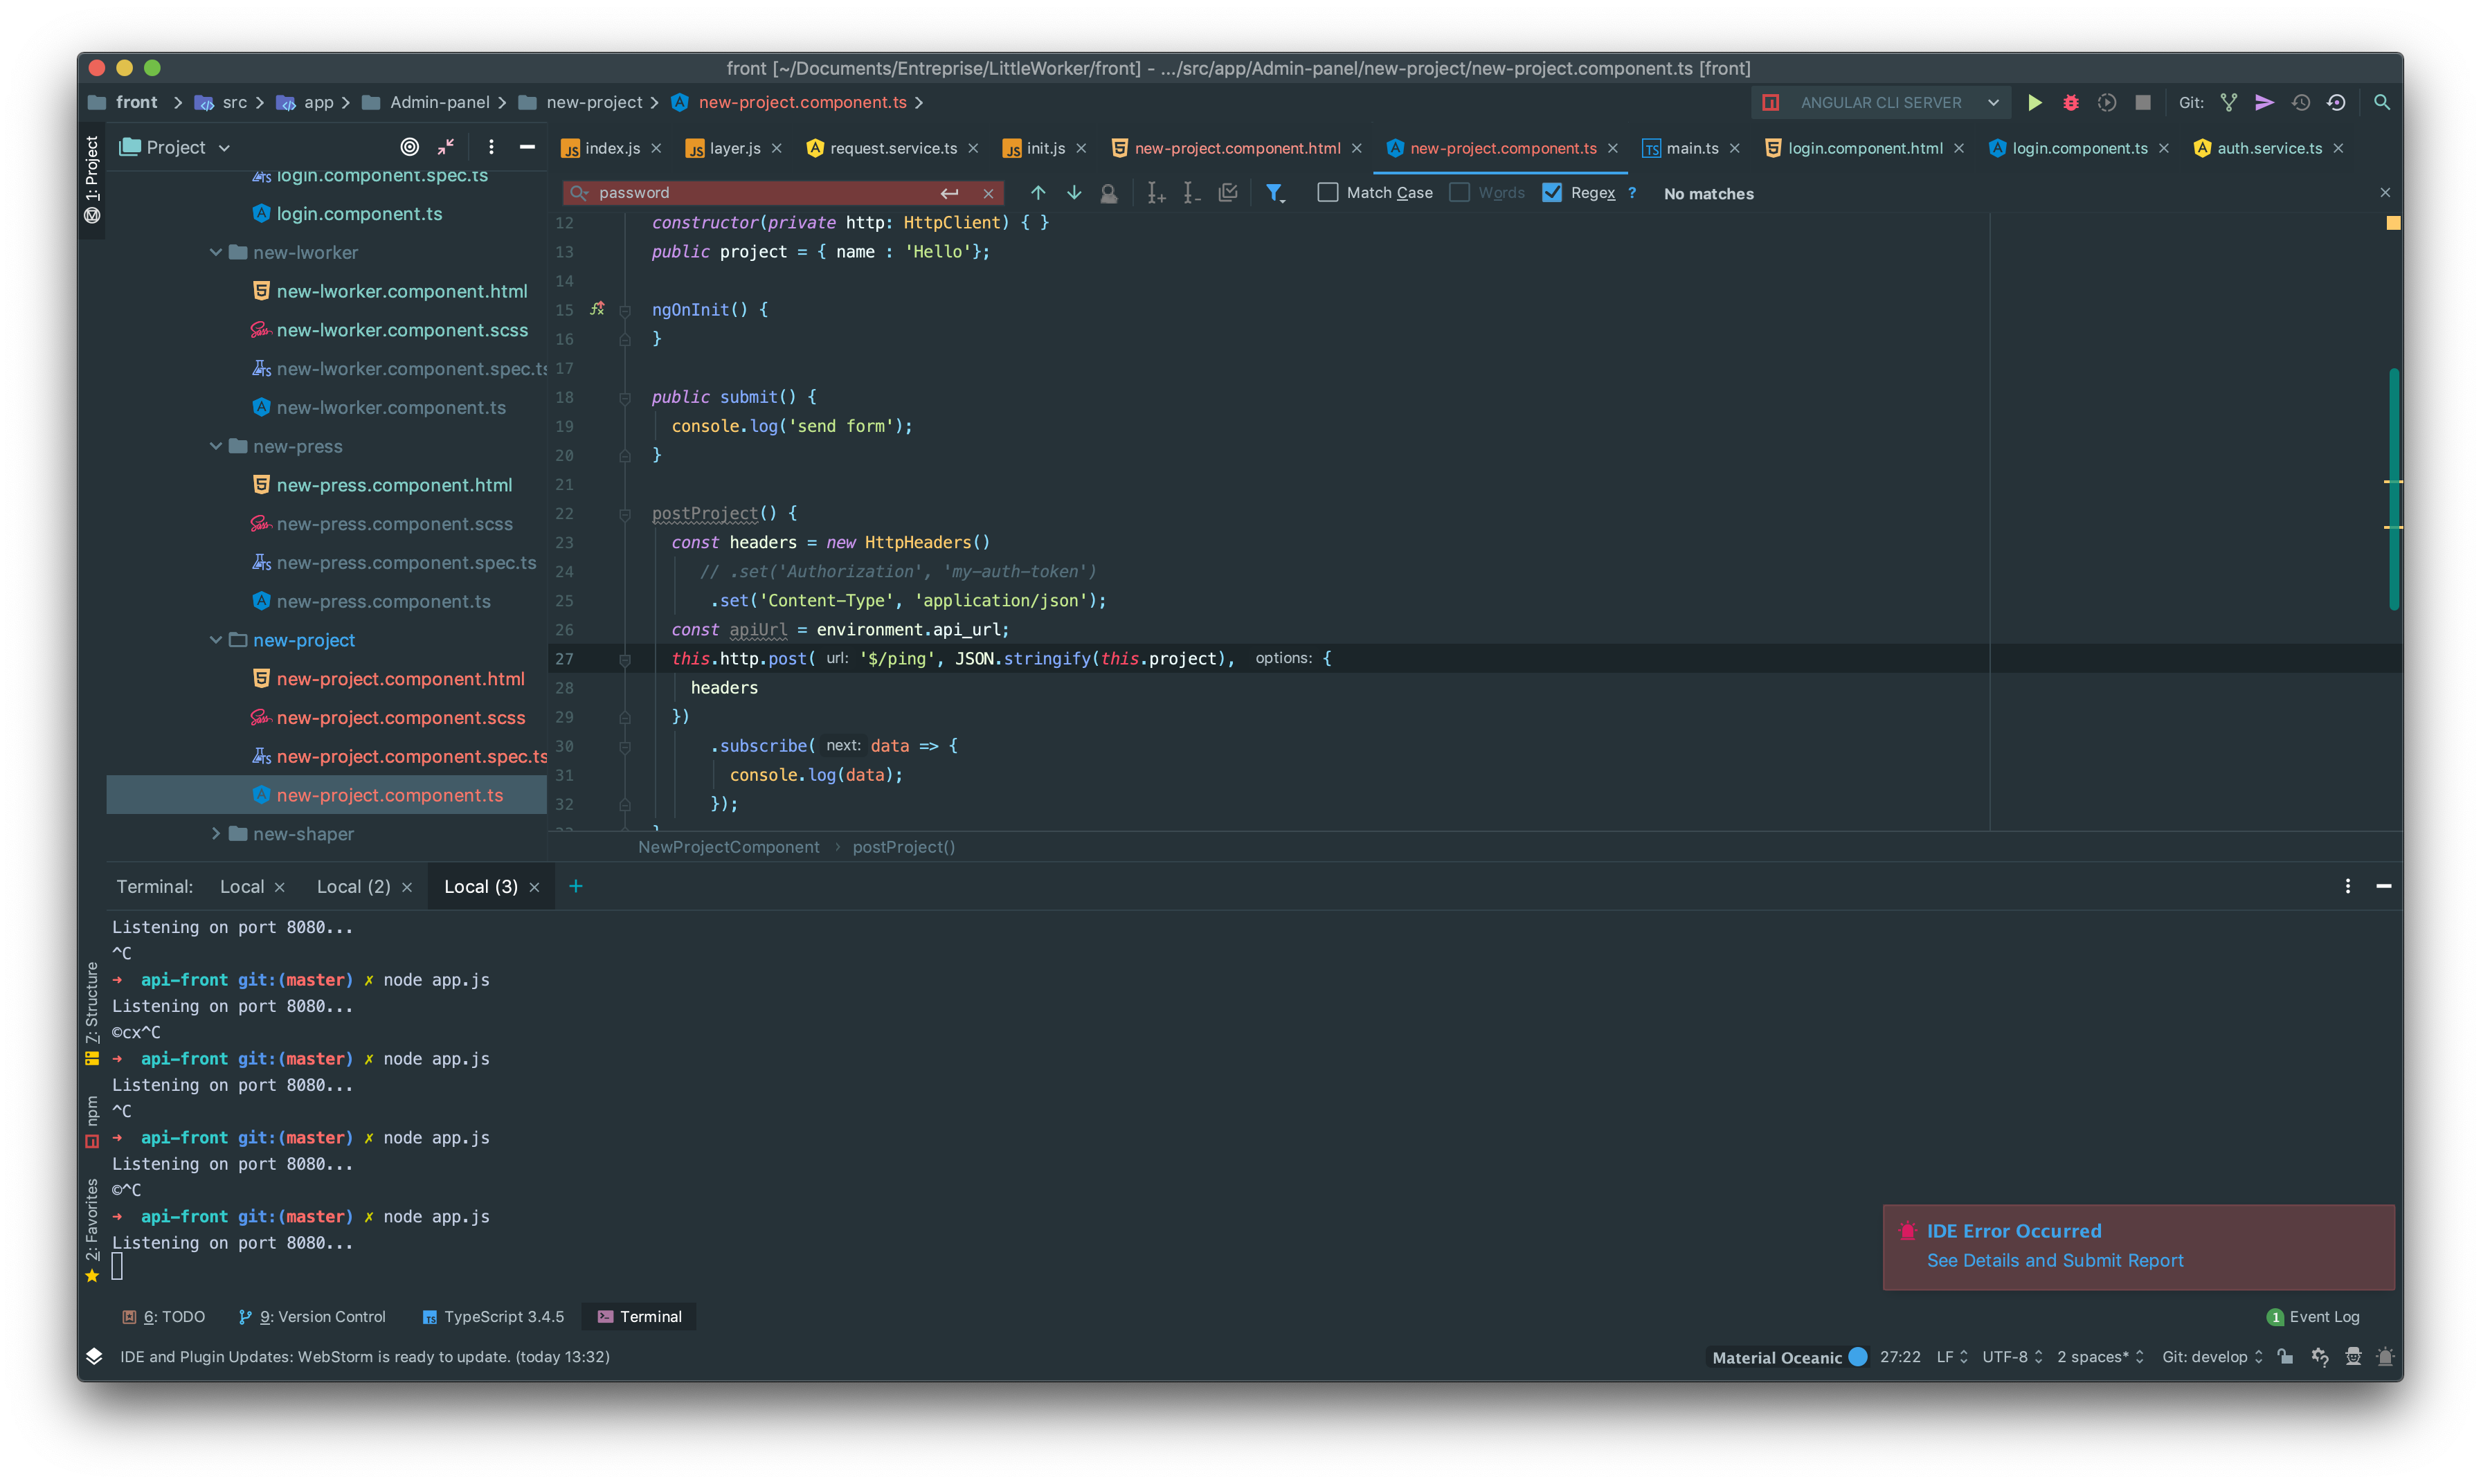 front [~/Documents/Entreprise/LittleWorker/front] - .../src/app/Admin-panel/new-project/new-project.component.ts [front]
front src app Admin-panel new-project new-project.component.ts ANGULAR CLI SERVER Git:
1: Project
Project
index.js layer.js request.service.ts init.js new-project.component.html new-project.component.ts main.ts login.component.html login.component.ts auth.service.ts
password Match Case Words Regex ? No matches
login.component.spec.ts
login.component.ts
new-lworker
new-lworker.component.html
new-lworker.component.scss
new-lworker.component.spec.ts
new-lworker.component.ts
new-press
new-press.component.html
new-press.component.scss
new-press.component.spec.ts
new-press.component.ts
new-project
new-project.component.html
new-project.component.scss
new-project.component.spec.ts
new-project.component.ts
new-shaper
12 constructor(private http: HttpClient) { }
13 public project = { name : 'Hello'};
14
15 ngOnInit() {
16 }
17
18 public submit() {
19 console.log('send form');
20 }
21
22 postProject() {
23 const headers = new HttpHeaders()
24 // .set('Authorization', 'my-auth-token')
25 .set('Content-Type', 'application/json');
26 const apiUrl = environment.api_url;
27 this.http.post( url: '$/ping', JSON.stringify(this.project), options: {
28 headers
29 })
30 .subscribe( next: data => {
31 console.log(data);
32 });
NewProjectComponent › postProject()
Terminal: Local Local (2) Local (3) +
Listening on port 8080...
^C
➜ api-front git:(master) ✗ node app.js
Listening on port 8080...
©cx^C
➜ api-front git:(master) ✗ node app.js
Listening on port 8080...
^C
➜ api-front git:(master) ✗ node app.js
Listening on port 8080...
©^C
➜ api-front git:(master) ✗ node app.js
Listening on port 8080...
7: Structure
npm
2: Favorites
IDE Error Occurred
See Details and Submit Report
6: TODO 9: Version Control TypeScript 3.4.5 Terminal 1 Event Log
IDE and Plugin Updates: WebStorm is ready to update. (today 13:32) Material Oceanic 27:22 LF UTF-8 2 spaces* Git: develop